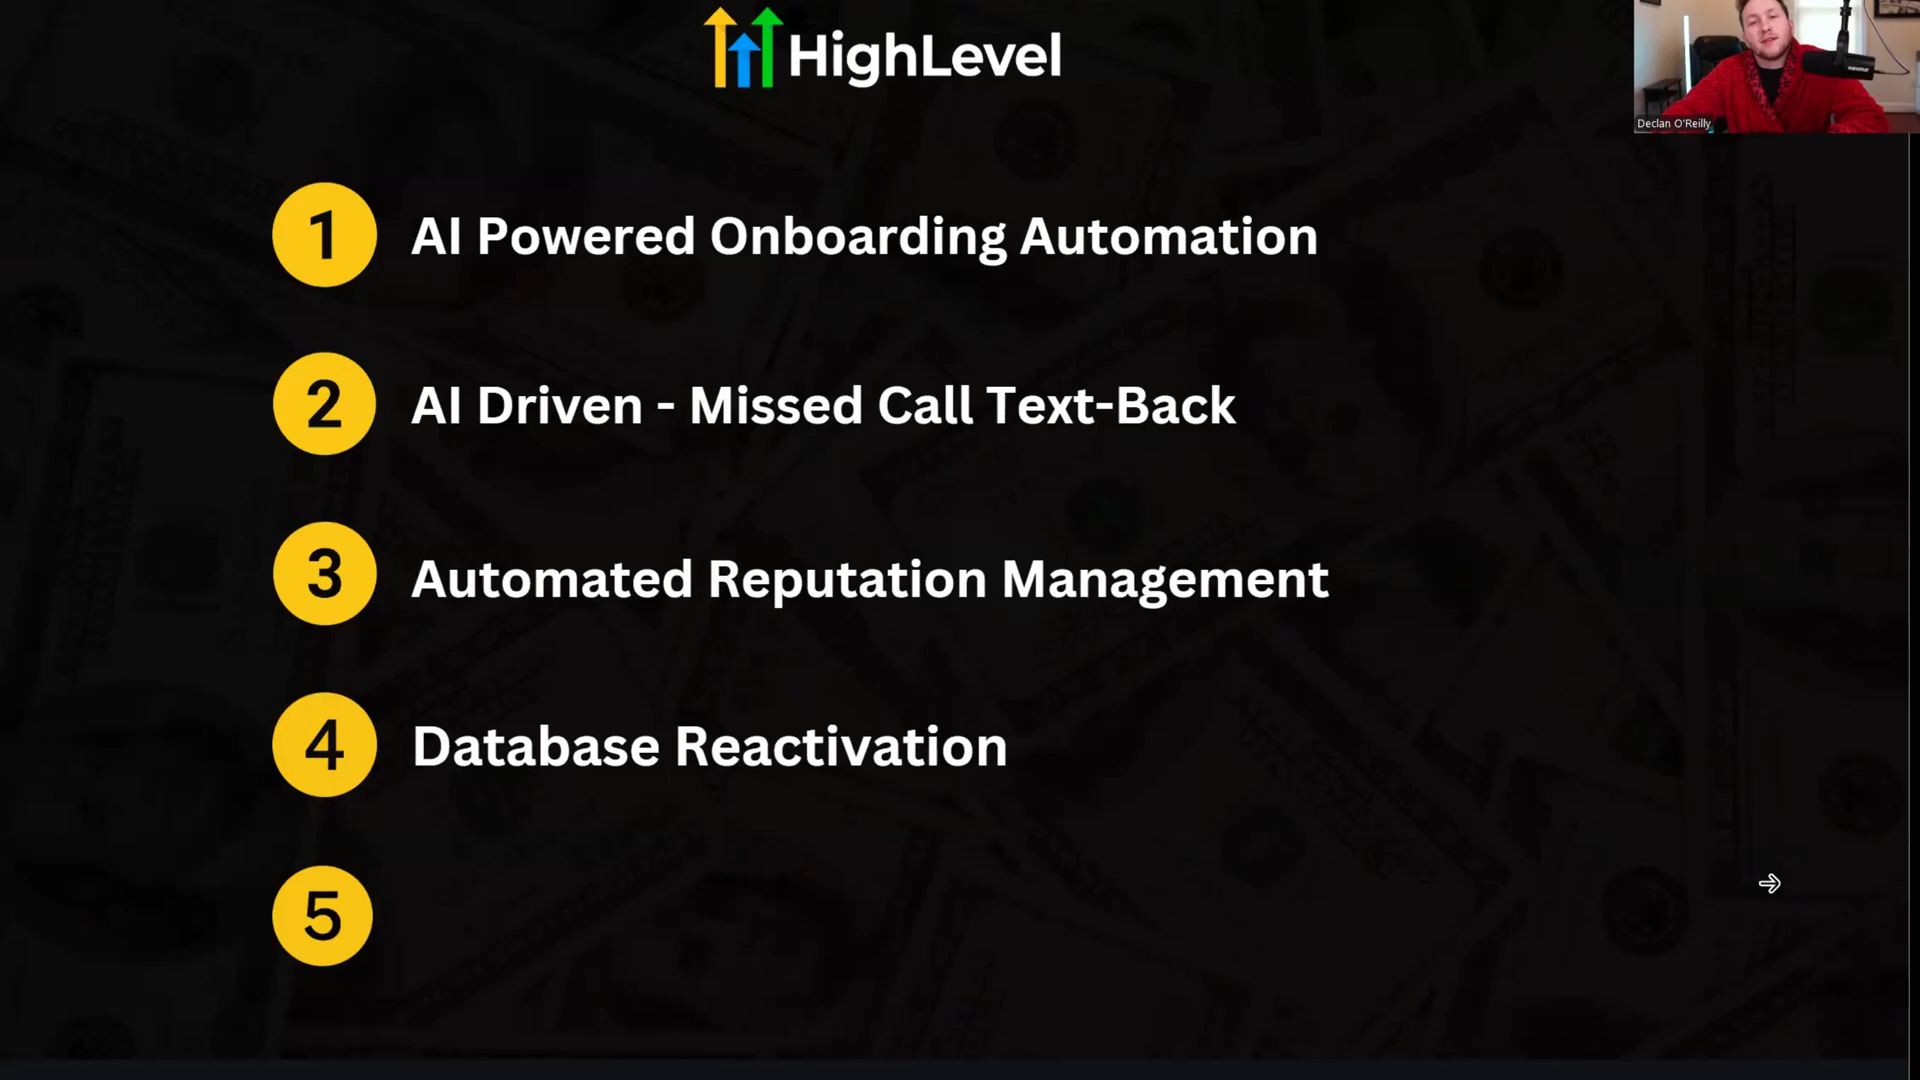 HighLevel
Declan O'Reilly
1 AI Powered Onboarding Automation
2 AI Driven - Missed Call Text-Back
3 Automated Reputation Management
4 Database Reactivation
5